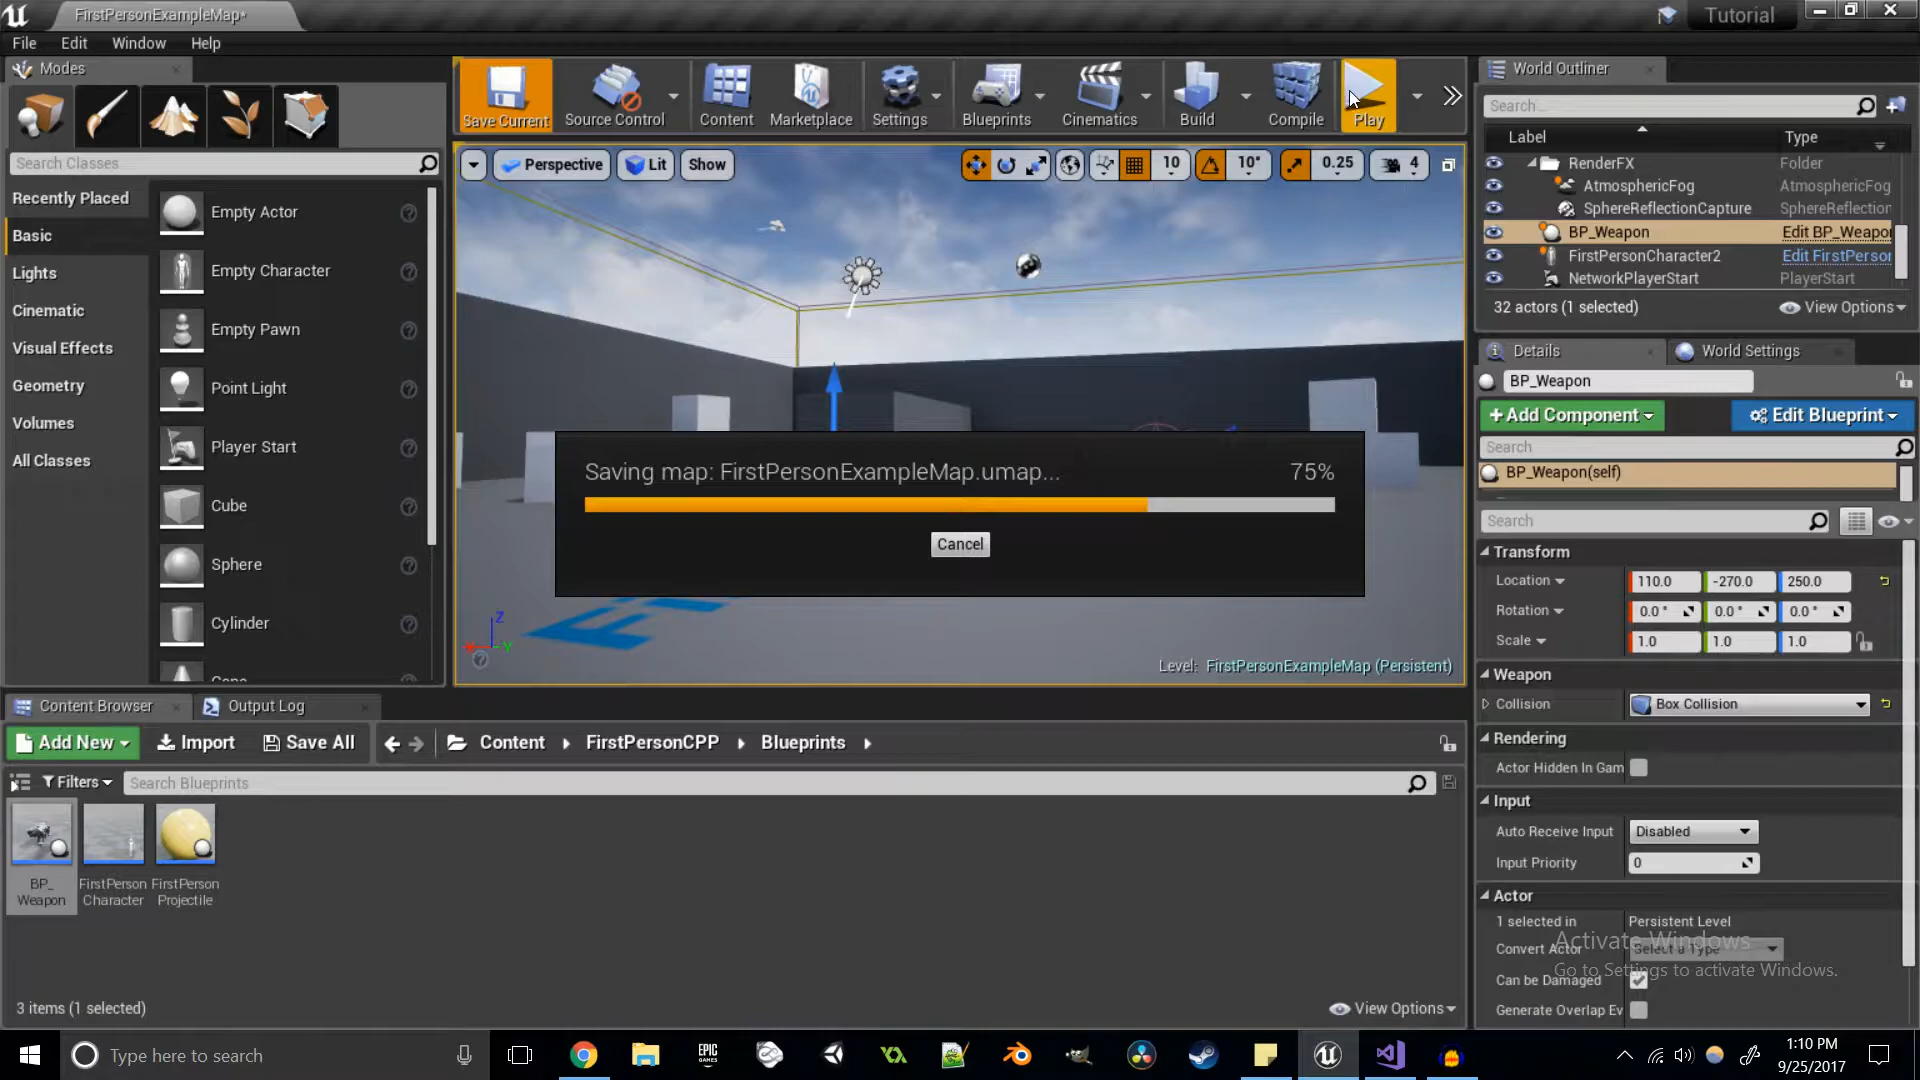 FirstPersonExampleMap*
Tutorial
File Edit Window Help
Modes
Save Current
Source Control
Content
Marketplace
Settings
Blueprints
Cinematics
Build
Compile
Play
Search Classes
Recently Placed
Basic
Lights
Cinematic
Visual Effects
Geometry
Volumes
All Classes
Empty Actor
Empty Character
Empty Pawn
Point Light
Player Start
Cube
Sphere
Cylinder
Cone
Perspective
Lit
Show
10
10°
0.25
4
Saving map: FirstPersonExampleMap.umap... 75%
Cancel
Z
Y
Level: FirstPersonExampleMap (Persistent)
World Outliner
Search...
Label Type
RenderFX Folder
AtmosphericFog AtmosphericFog
SphereReflectionCapture SphereReflection
BP_Weapon Edit BP_Weapo
FirstPersonCharacter2 Edit FirstPerson
NetworkPlayerStart PlayerStart
32 actors (1 selected) View Options
Details World Settings
BP_Weapon
+Add Component Edit Blueprint
Search
BP_Weapon(self)
Search
Transform
Location 110.0 -270.0 250.0
Rotation 0.0 ° 0.0 ° 0.0 °
Scale 1.0 1.0 1.0
Weapon
Collision Box Collision
Rendering
Actor Hidden In Gam
Input
Auto Receive Input Disabled
Input Priority 0
Actor
1 selected in Persistent Level
Convert Actor Select a Type
Can be Damaged
Generate Overlap Ev
Activate Windows
Go to Settings to activate Windows.
Content Browser Output Log
Add New Import Save All Content FirstPersonCPP Blueprints
Filters Search Blueprints
BP_
Weapon
FirstPerson
Character
FirstPerson
Projectile
3 items (1 selected) View Options
Type here to search
EPIC
GAMES
1:10 PM
9/25/2017